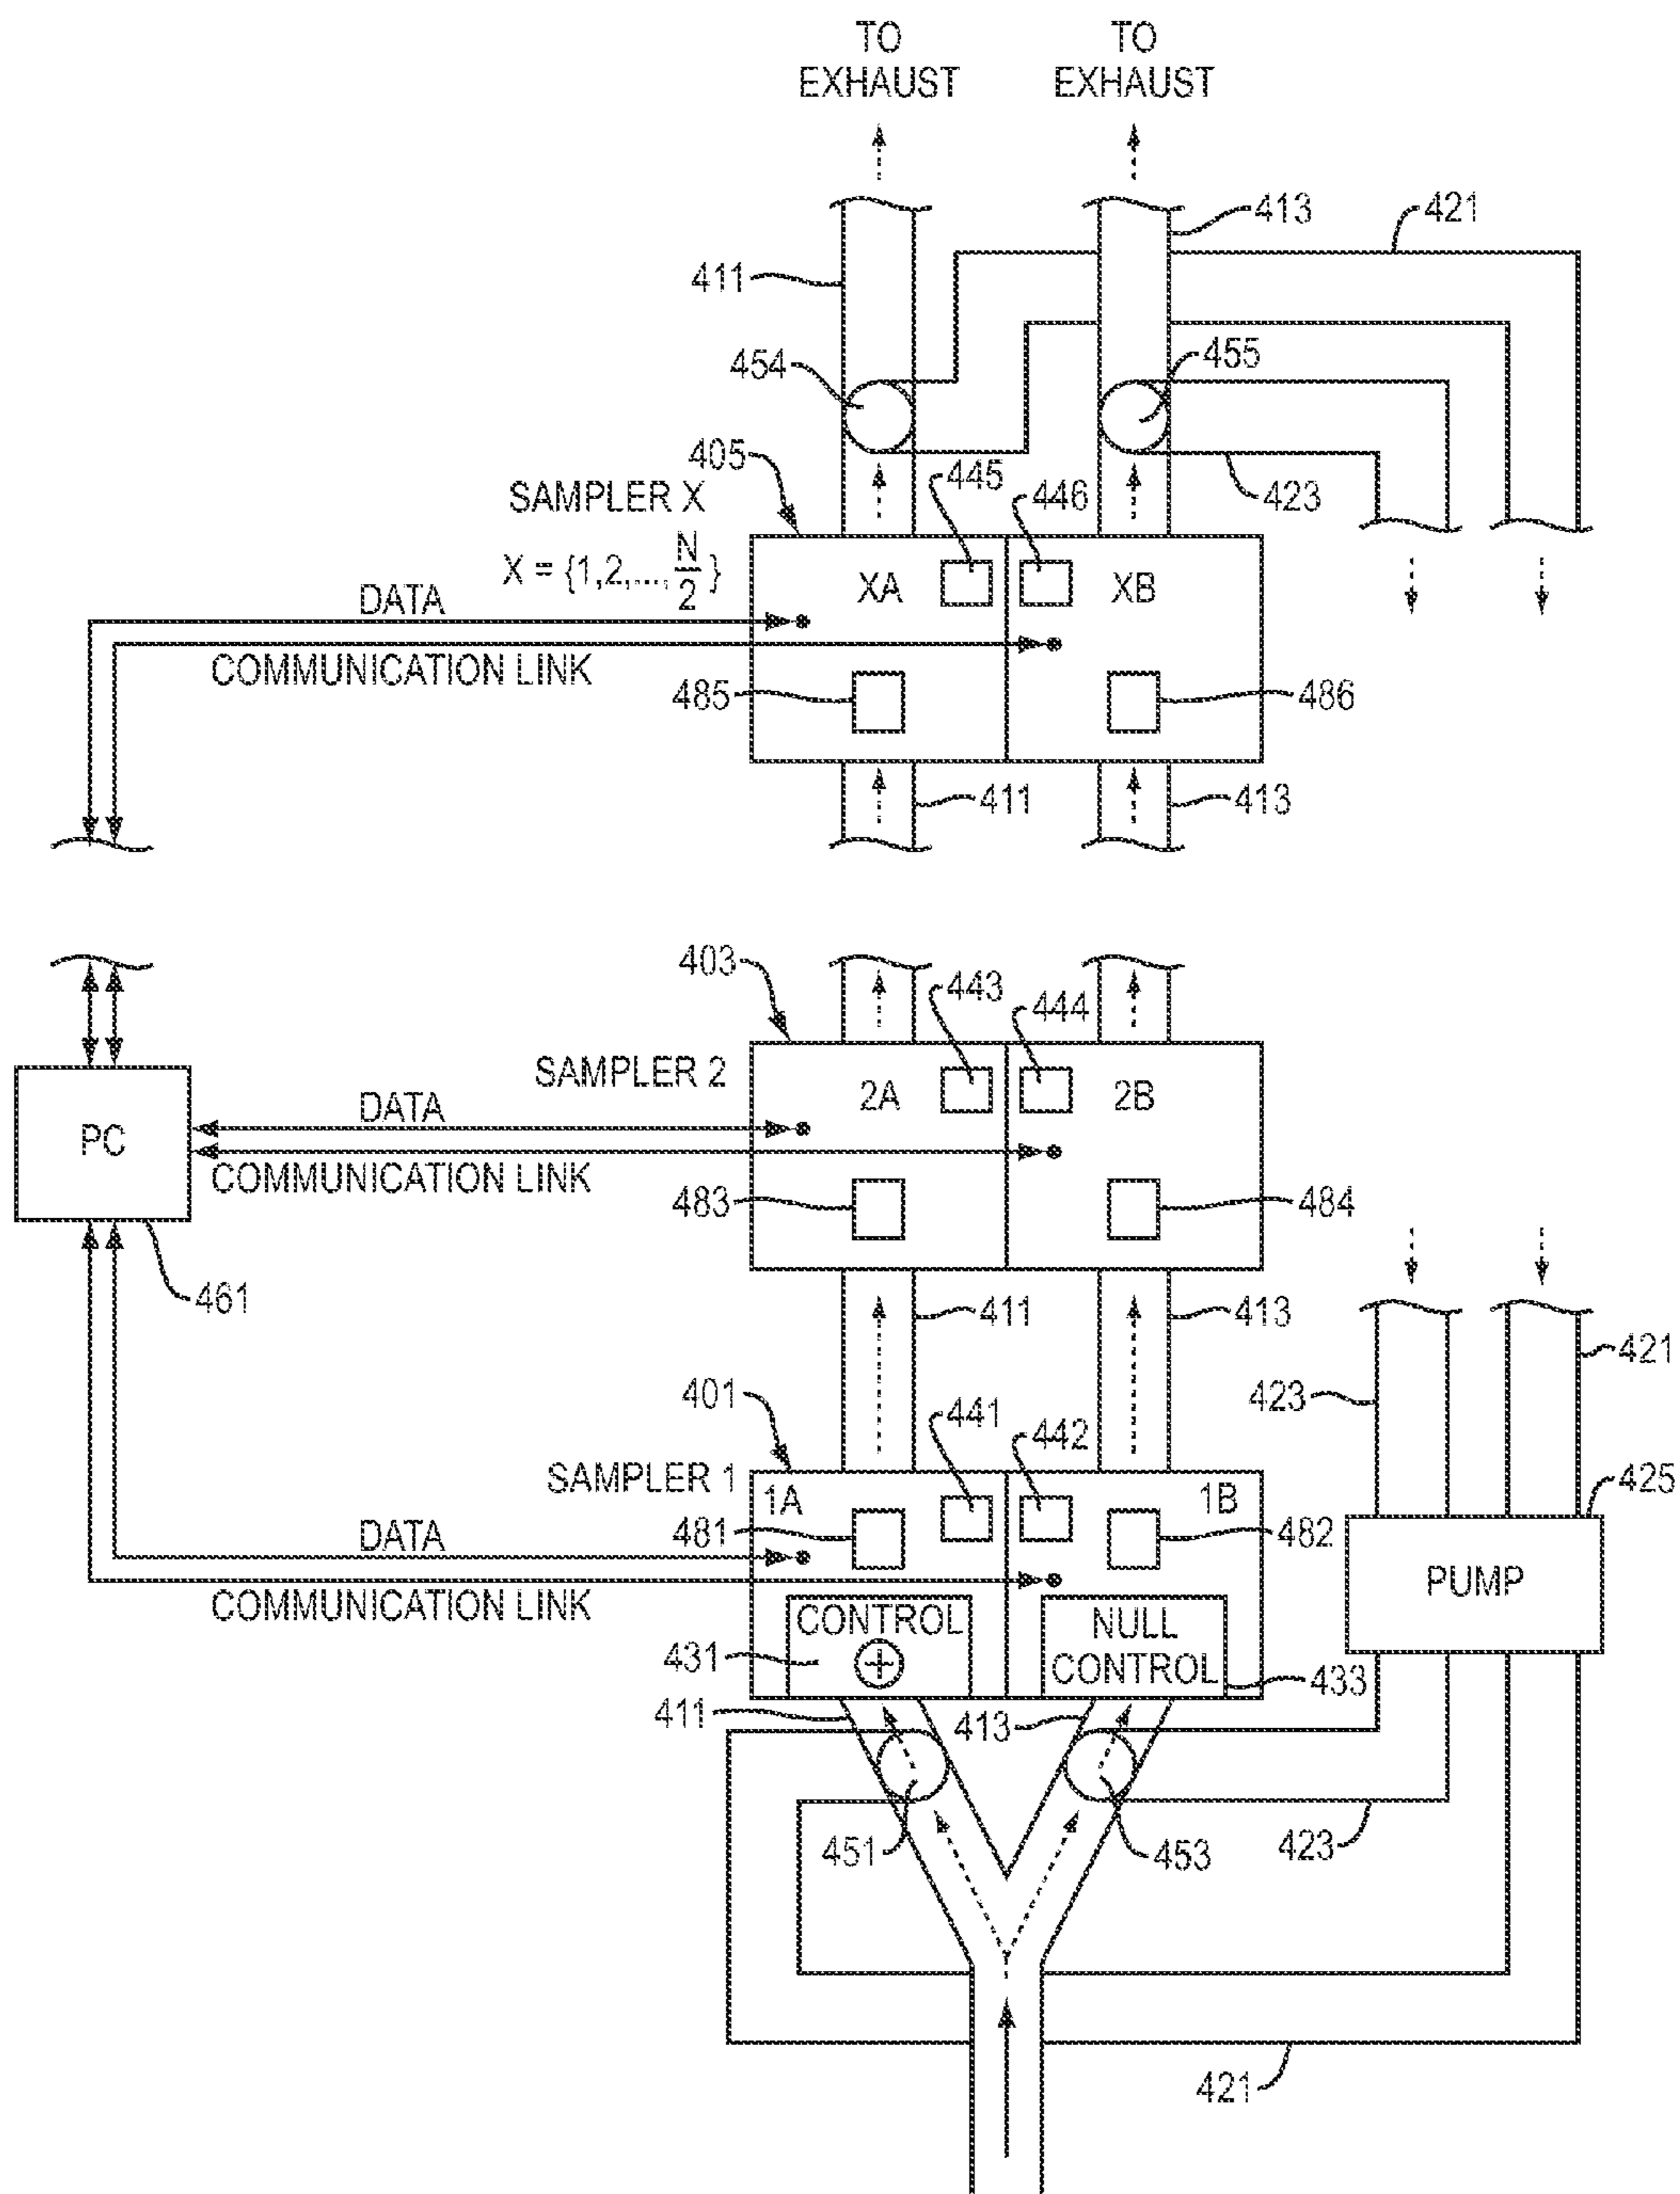 TO
EXHAUST
TO
EXHAUST
413
421
411
454
455
405
445
446
423
SAMPLER X
X = {1,2,..., N/2 }
XA
XB
DATA
COMMUNICATION LINK
485
486
411
413
403
443
444
SAMPLER 2
2A
2B
PC
DATA
COMMUNICATION LINK
483
484
461
411
413
421
423
401
441
442
425
SAMPLER 1
1A
1B
481
482
DATA
PUMP
COMMUNICATION LINK
CONTROL
NULL
CONTROL
431
433
411
413
451
453
423
421